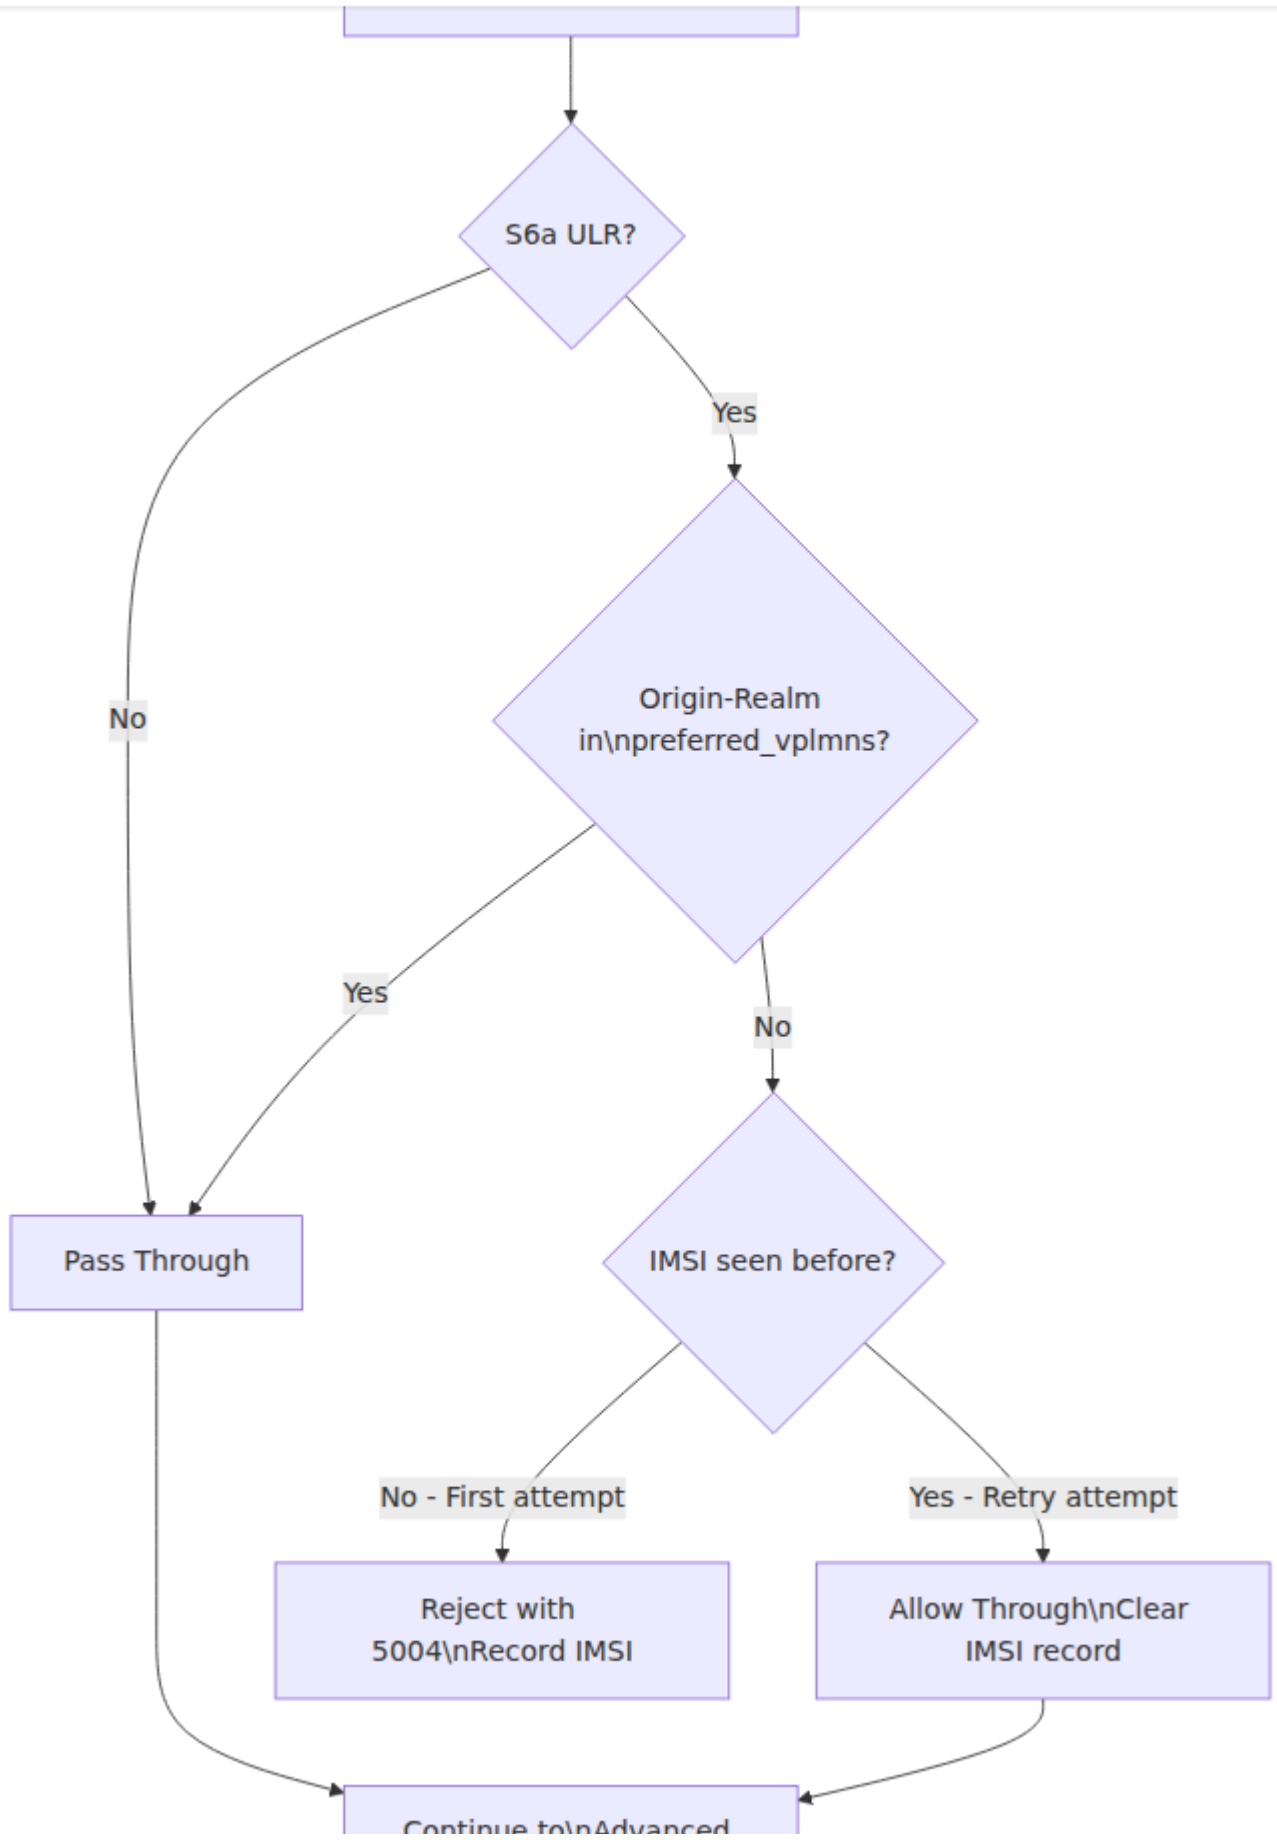 S6a ULR?
Yes
Origin-Realm
in\npreferred_vplmns?
No
Yes
No
Pass Through
IMSI seen before?
No - First attempt
Yes - Retry attempt
Reject with
5004\nRecord IMSI
Allow Through\nClear
IMSI record
Continue to\nAdvanced